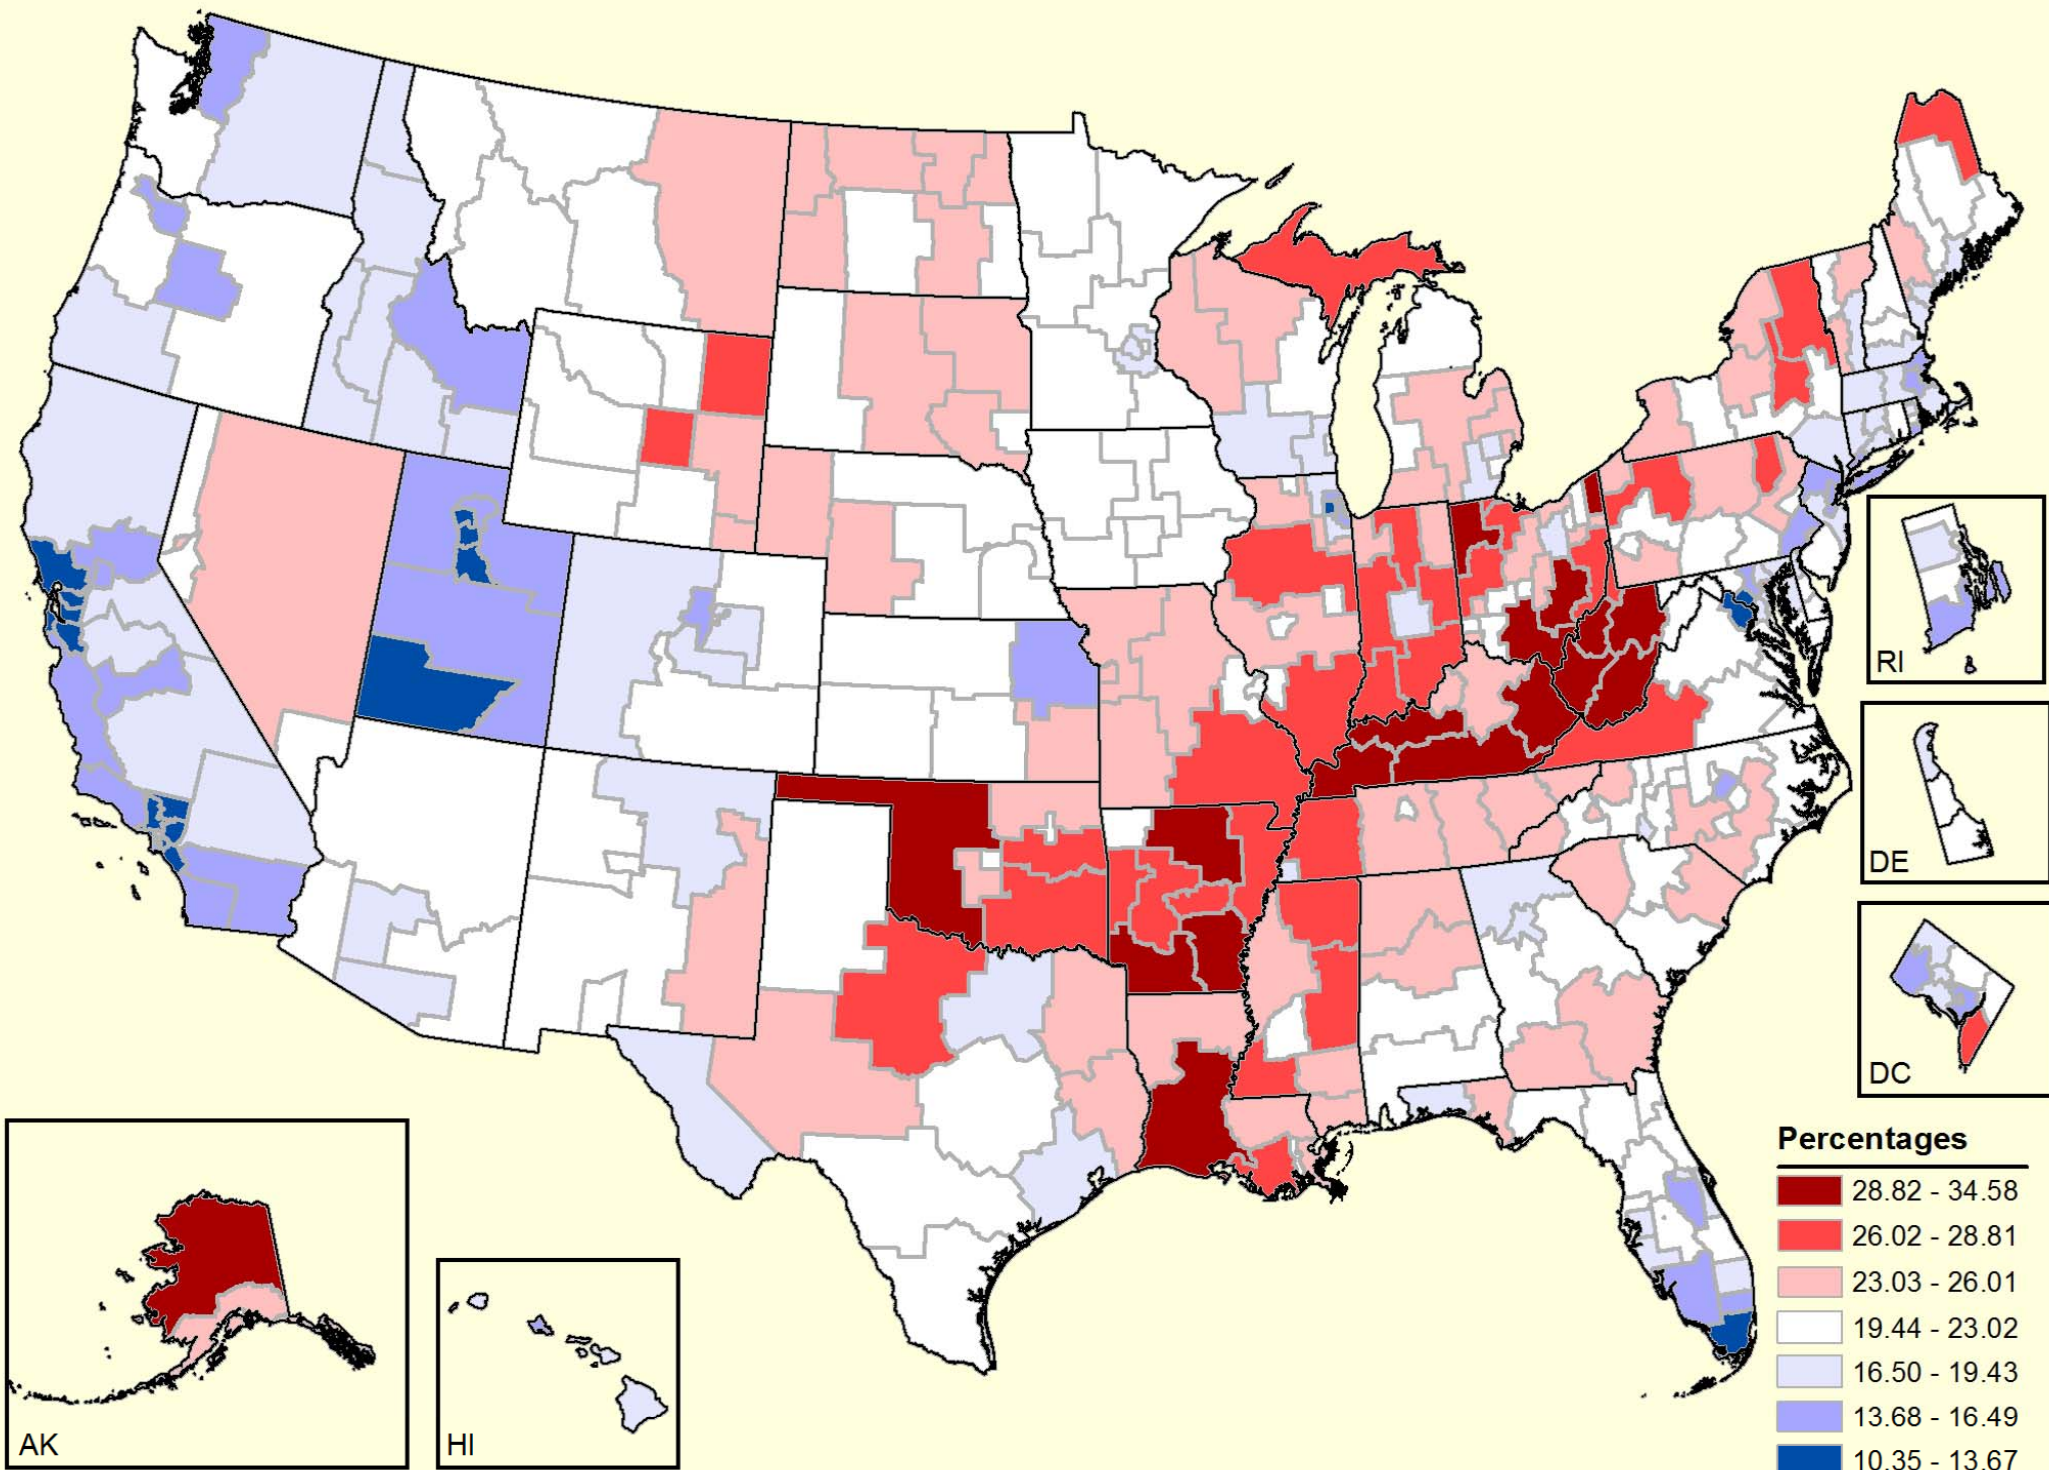 RI
DE
DC
AK
HI
Percentages
28.82 - 34.58
26.02 - 28.81
23.03 - 26.01
19.44 - 23.02
16.50 - 19.43
13.68 - 16.49
10.35 - 13.67